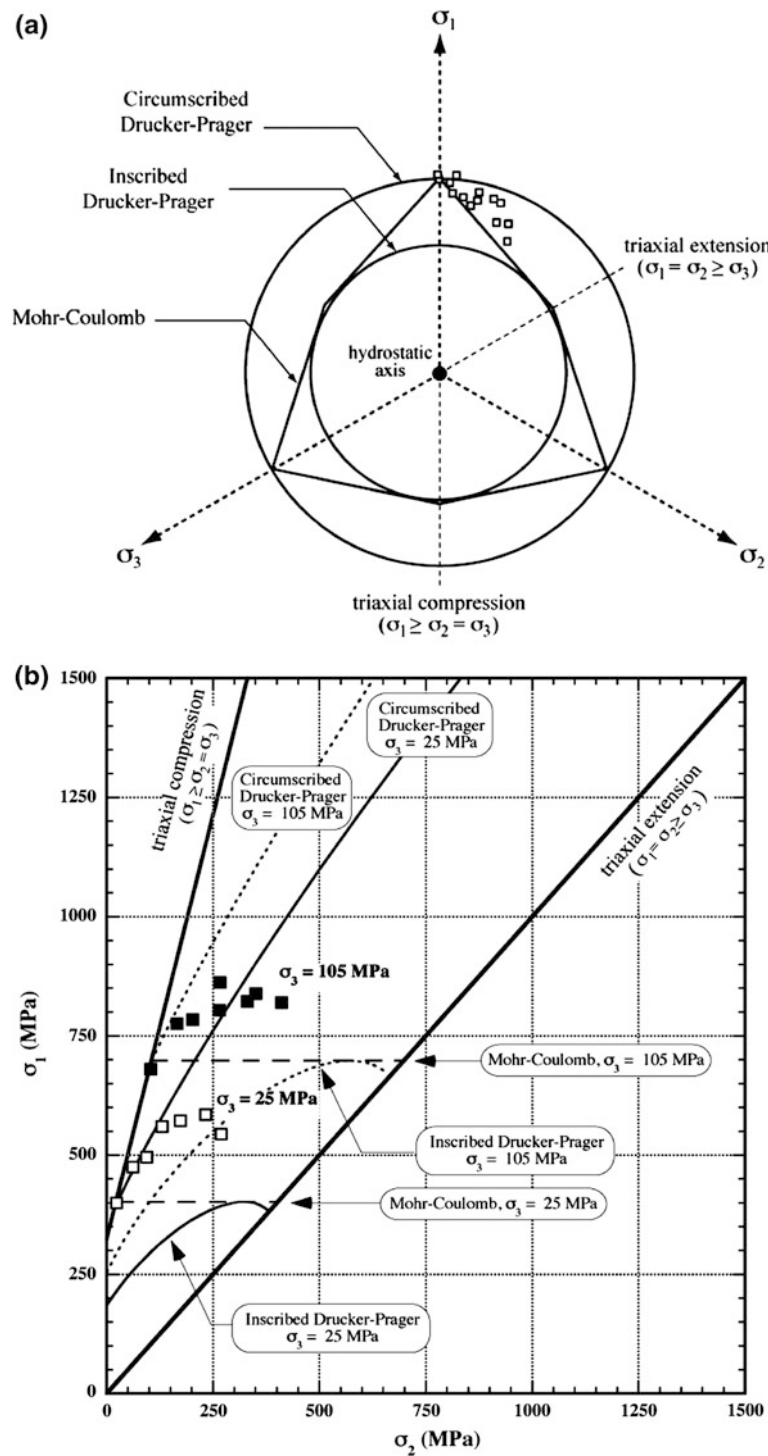 (a)
σ1
Circumscribed
Drucker-Prager
Inscribed
Drucker-Prager
triaxial extension
(σ1 = σ2 ≥ σ3)
Mohr-Coulomb
hydrostatic
axis
σ3
σ2
triaxial compression
(σ1 ≥ σ2 = σ3)
(b)
1500
1250
1000
750
500
250
0
σ1 (MPa)
triaxial compression
(σ1 ≥ σ2 = σ3)
Circumscribed
Drucker-Prager
σ3 = 105 MPa
Circumscribed
Drucker-Prager
σ3 = 25 MPa
triaxial extension
(σ1 = σ2 ≥ σ3)
σ3 = 105 MPa
Mohr-Coulomb, σ3 = 105 MPa
σ3 = 25 MPa
Inscribed Drucker-Prager
σ3 = 105 MPa
Mohr-Coulomb, σ3 = 25 MPa
Inscribed Drucker-Prager
σ3 = 25 MPa
0 250 500 750 1000 1250 1500
σ2 (MPa)